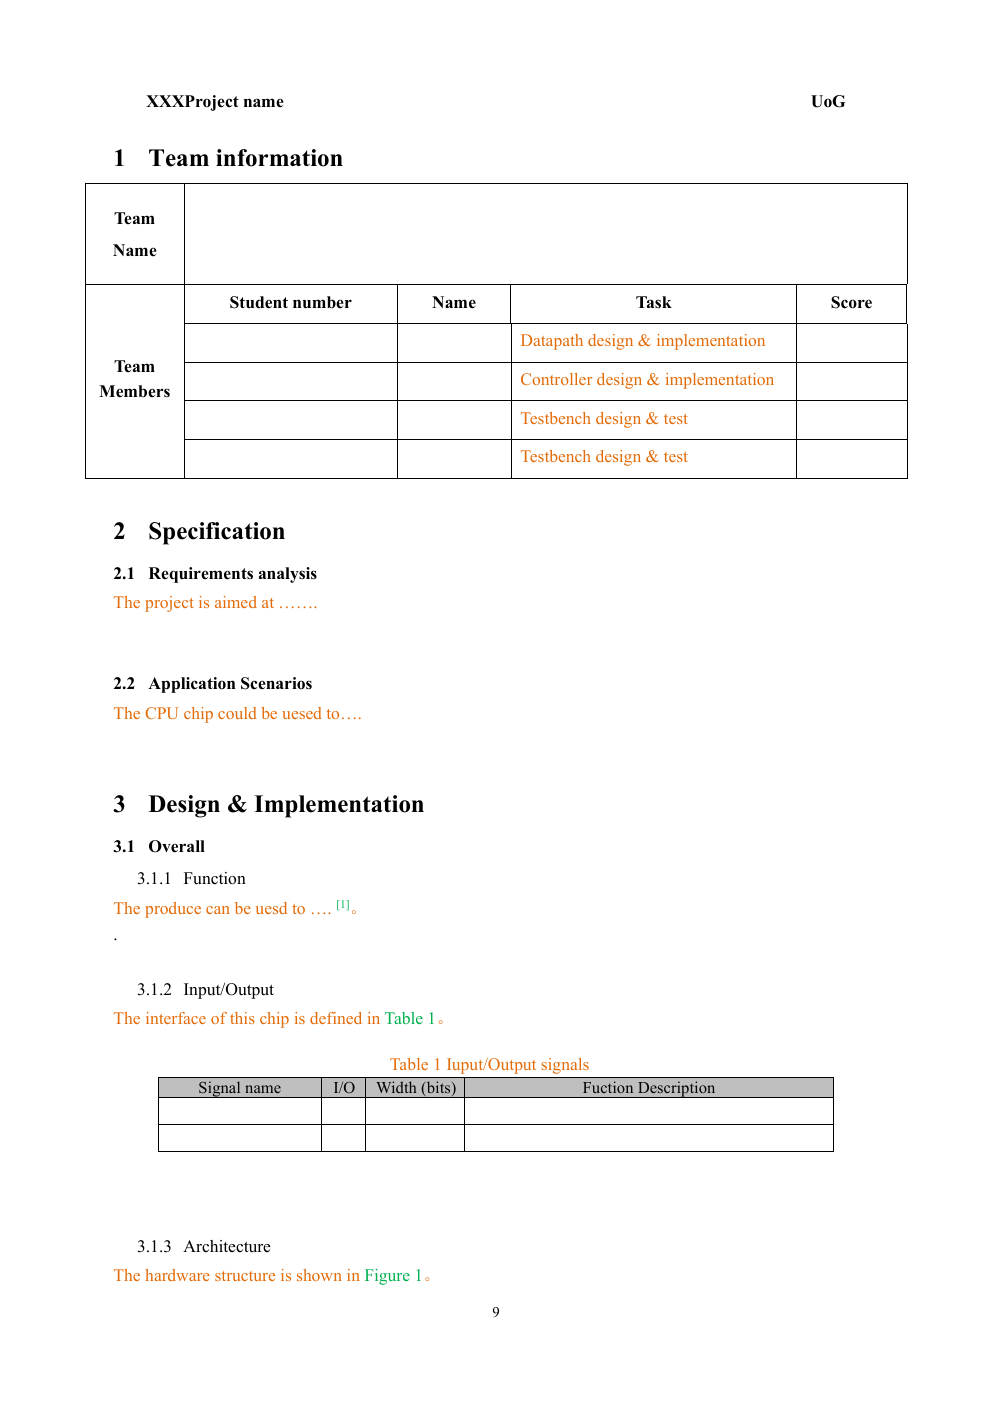 XXXProject name UoG
1 Team information
Team
Name
Student number Name Task Score
Team
Members
Datapath design & implementation
Controller design & implementation
Testbench design & test
Testbench design & test
2 Specification
2.1 Requirements analysis
The project is aimed at …….
2.2 Application Scenarios
The CPU chip could be uesed to….
3 Design & Implementation
3.1 Overall
3.1.1 Function
The produce can be uesd to …. [1]。
.
3.1.2 Input/Output
The interface of this chip is defined in Table 1。
Table 1 Iuput/Output signals
Signal name I/O Width (bits) Fuction Description
3.1.3 Architecture
The hardware structure is shown in Figure 1。
9